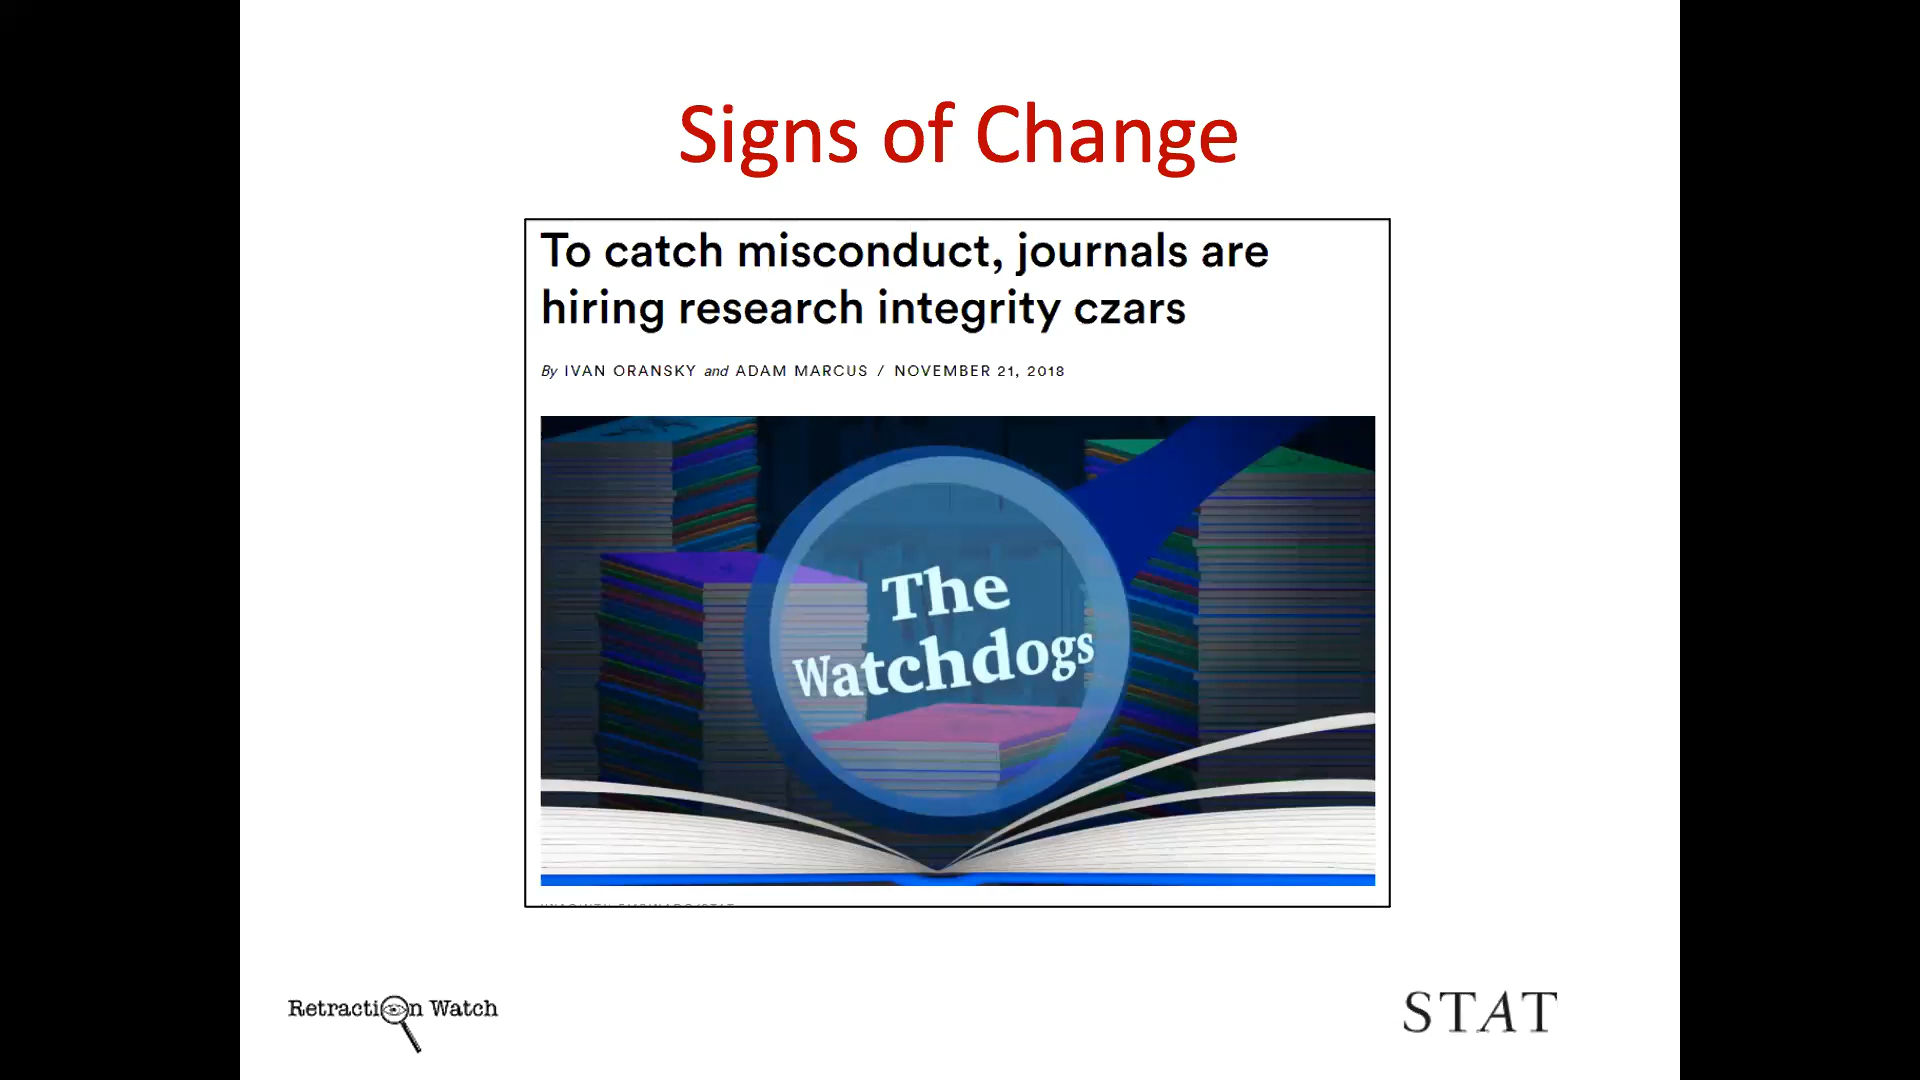 Signs of Change
To catch misconduct, journals are
hiring research integrity czars
By IVAN ORANSKY and ADAM MARCUS / NOVEMBER 21, 2018
The
Watchdogs
Retraction Watch
STAT